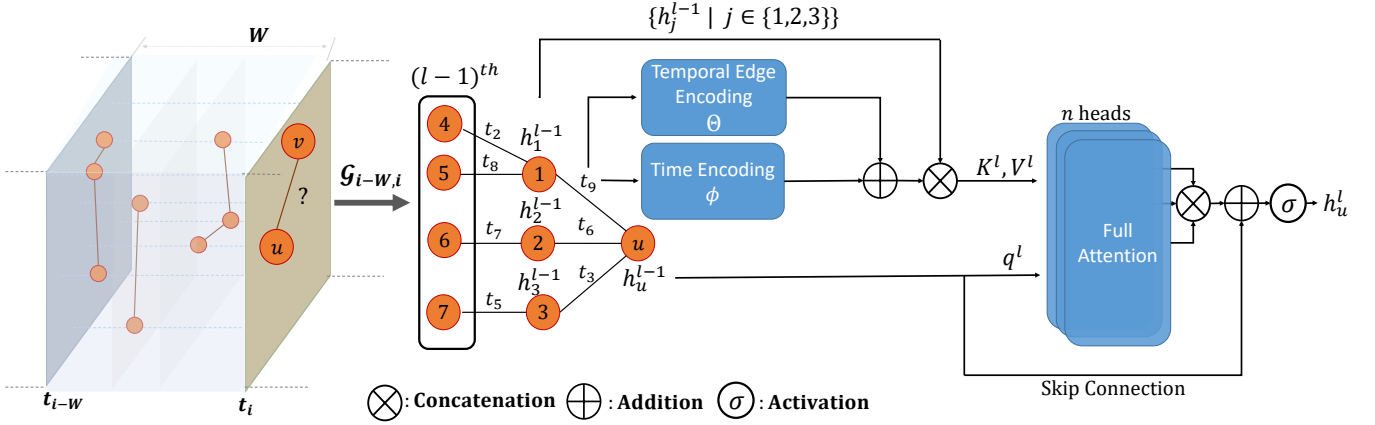 W
v
?
u
t_{i-W}
t_i
𝓖_{i-W,i}
(l − 1)^{th}
4
5
6
7
t_2
t_8
t_7
t_5
h_1^{l-1}
1
h_2^{l-1}
2
h_3^{l-1}
3
t_9
t_6
t_3
u
h_u^{l-1}
{h_j^{l-1} | j ∈ {1,2,3}}
Temporal Edge
Encoding
Θ
Time Encoding
ϕ
K^l, V^l
q^l
n heads
Full
Attention
σ
h_u^l
Skip Connection
: Concatenation
: Addition
σ : Activation